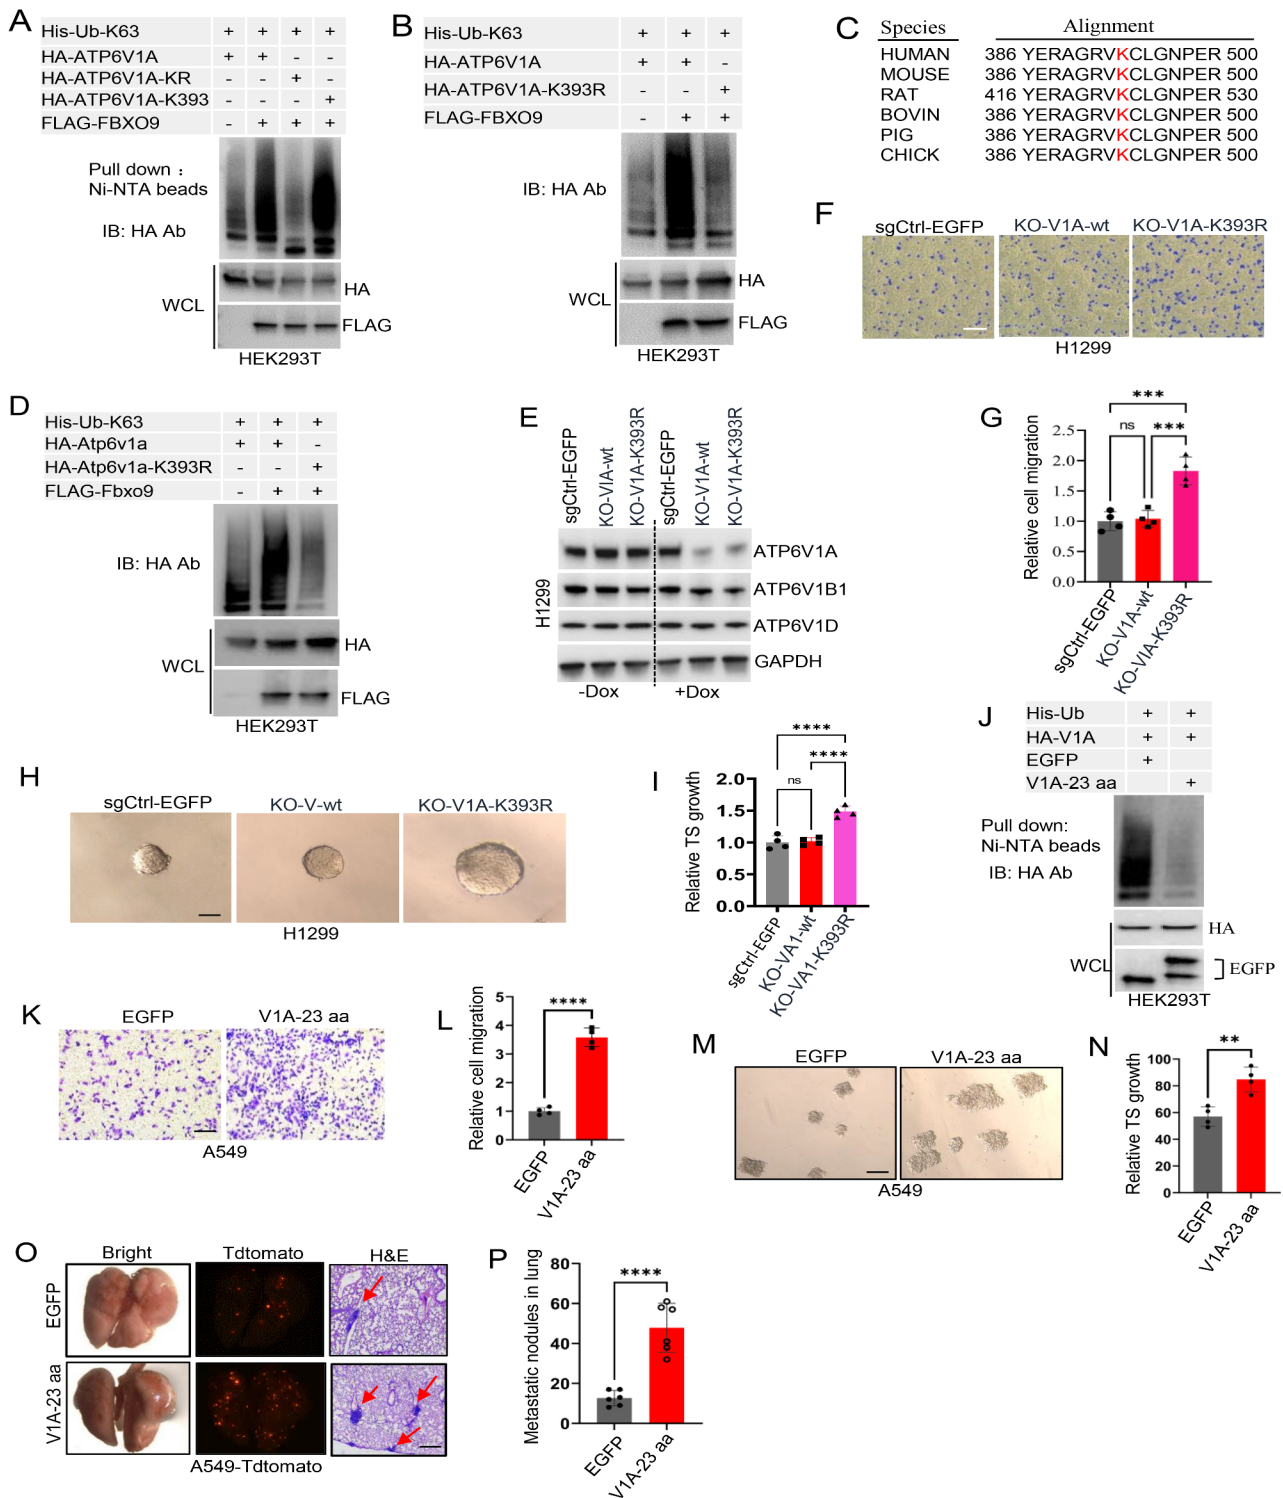 A
His-Ub-K63 + + + +
HA-ATP6V1A + + - -
HA-ATP6V1A-KR - - + -
HA-ATP6V1A-K393 - - - +
FLAG-FBXO9 - + + +
Pull down :
Ni-NTA beads
IB: HA Ab
WCL
HA
FLAG
HEK293T
B
His-Ub-K63 + + +
HA-ATP6V1A + + -
HA-ATP6V1A-K393R - - +
FLAG-FBXO9 - + +
IB: HA Ab
WCL
HA
FLAG
HEK293T
C
Species Alignment
HUMAN 386 YERAGRVKCLGNPER 500
MOUSE 386 YERAGRVKCLGNPER 500
RAT 416 YERAGRVKCLGNPER 530
BOVIN 386 YERAGRVKCLGNPER 500
PIG 386 YERAGRVKCLGNPER 500
CHICK 386 YERAGRVKCLGNPER 500
F
sgCtrl-EGFP KO-V1A-wt KO-V1A-K393R
H1299
D
His-Ub-K63 + + +
HA-Atp6v1a + + -
HA-Atp6v1a-K393R - - +
FLAG-Fbxo9 - + +
IB: HA Ab
WCL
HA
FLAG
HEK293T
E
sgCtrl-EGFP KO-VIA-wt KO-V1A-K393R sgCtrl-EGFP KO-V1A-wt KO-V1A-K393R
H1299
ATP6V1A
ATP6V1B1
ATP6V1D
GAPDH
-Dox +Dox
G
Relative cell migration
2.5
2.0
1.5
1.0
0.5
0.0
***
ns ***
sgCtrl-EGFP KO-V1A-wt KO-VIA-K393R
H
sgCtrl-EGFP KO-V-wt KO-V1A-K393R
H1299
I
Relative TS growth
2.0
1.5
1.0
0.5
0.0
****
ns ****
sgCtrl-EGFP KO-VA1-wt KO-VA1-K393R
J
His-Ub + +
HA-V1A + +
EGFP +
V1A-23 aa +
Pull down:
Ni-NTA beads
IB: HA Ab
WCL
HA
EGFP
HEK293T
K
EGFP V1A-23 aa
A549
L
Relative cell migration
5
4
3
2
1
0
****
EGFP V1A-23 aa
M
EGFP V1A-23 aa
A549
N
Relative TS growth
100
80
60
40
20
0
**
EGFP V1A-23 aa
O
Bright Tdtomato H&E
EGFP
V1A-23 aa
A549-Tdtomato
P
Metastatic nodules in lung
80
60
40
20
0
****
EGFP V1A-23 aa